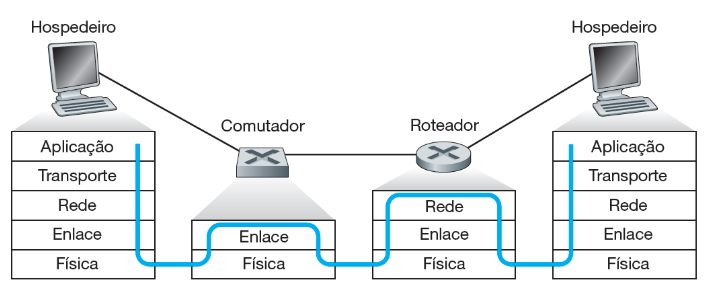 Hospedeiro
Hospedeiro
Comutador
Roteador
Aplicação
Transporte
Rede
Enlace
Física
Enlace
Física
Rede
Enlace
Física
Aplicação
Transporte
Rede
Enlace
Física